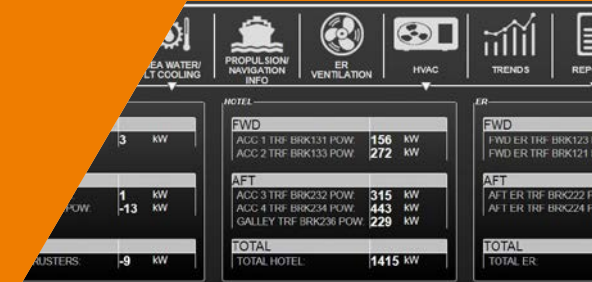 EA WATER/
LT COOLING
PROPULSION/
NAVIGATION
INFO
ER
VENTILATION
HVAC
TRENDS
REP
3 kW
1 kW
POW: -13 kW
RUSTERS: -9 kW
HOTEL
FWD
ACC 1 TRF BRK131 POW: 156 kW
ACC 2 TRF BRK133 POW: 272 kW
AFT
ACC 3 TRF BRK232 POW: 315 kW
ACC 4 TRF BRK234 POW: 443 kW
GALLEY TRF BRK236 POW: 229 kW
TOTAL
TOTAL HOTEL: 1415 kW
ER
FWD
FWD ER TRF BRK123
FWD ER TRF BRK121
AFT
AFT ER TRF BRK222 P
AFT ER TRF BRK224 P
TOTAL
TOTAL ER: